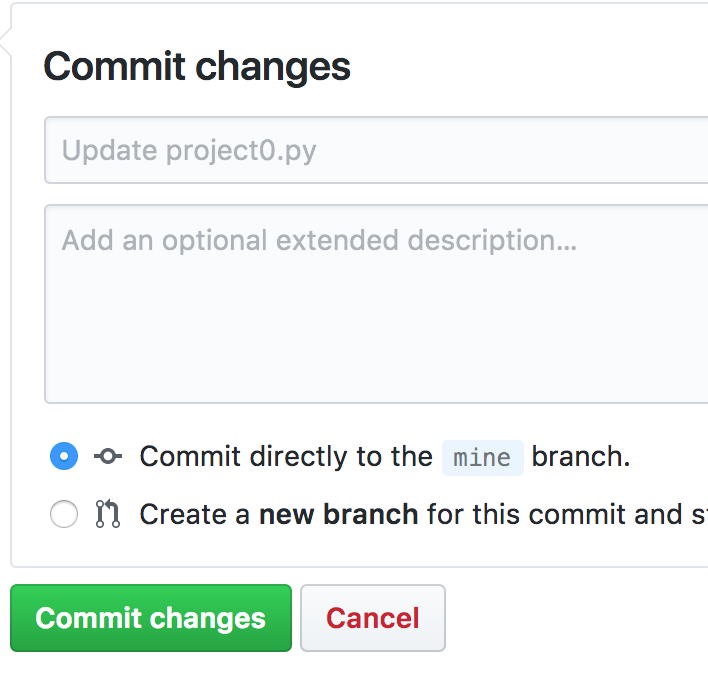 Commit changes
Update project0.py
Add an optional extended description...
Commit directly to the mine branch.
Create a new branch for this commit and
Commit changes
Cancel